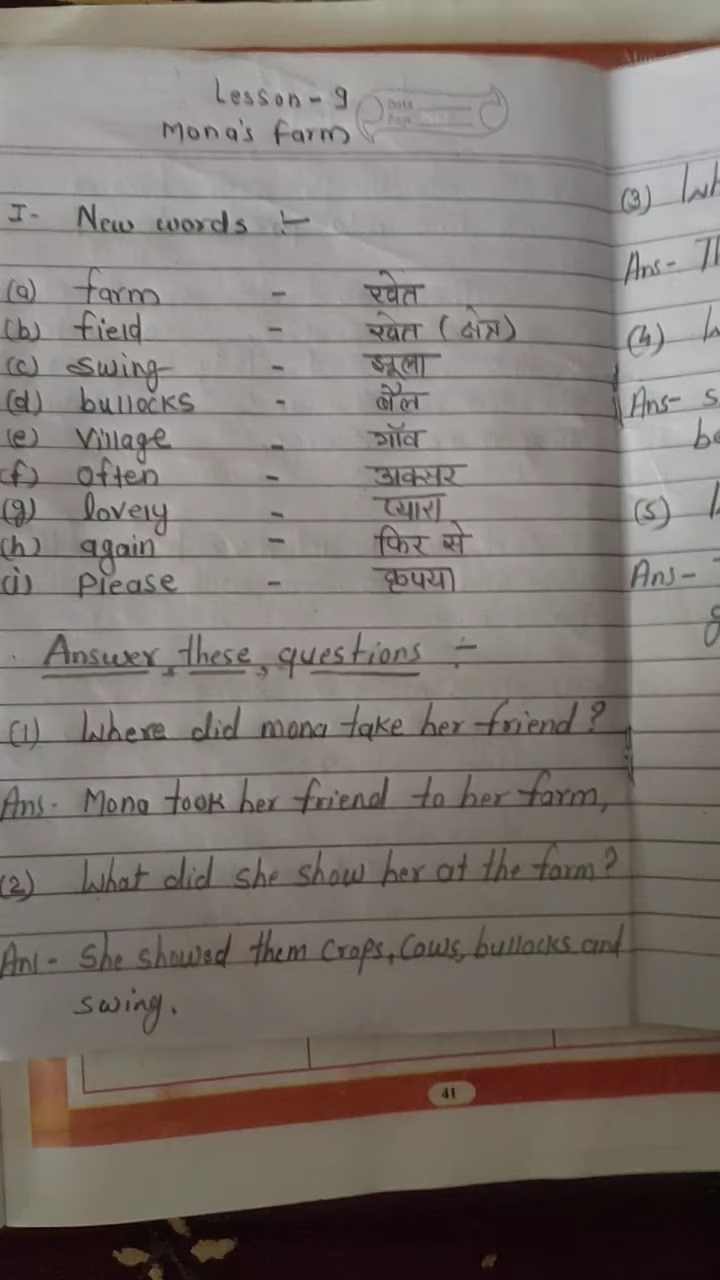 Lesson - 9
Mona's farm
Date
Page
I- New words :-
(a) farm - खेत
(b) field - खेत (क्षेत्र)
(c) swing - झूला
(d) bullocks - बैल
(e) Village - गाँव
(f) often - अक्सर
(g) lovely - प्यारा
(h) again - फिर से
(i) please - कृपया
Answer, these, questions :-
(1) Where did mona take her friend?
Ans- Mona took her friend to her farm,
(2) What did she show her at the farm?
Ans- She showed them Crops, Cows, bullocks and
swing.
(3)
Ans-
(4)
Ans-
(5)
Ans-
41